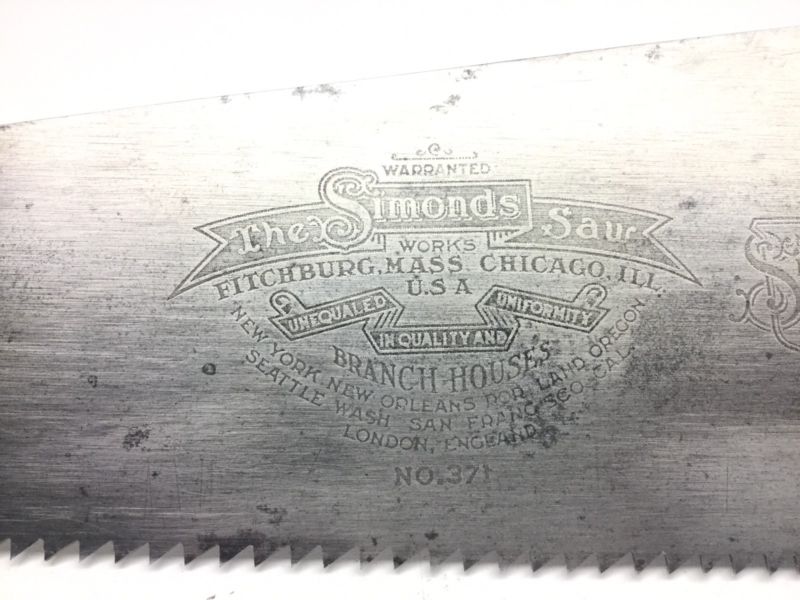 WARRANTED
The Simonds Saw
WORKS
FITCHBURG, MASS. CHICAGO, ILL.
U.S.A
UNEQUALED IN QUALITY AND UNIFORMITY
BRANCH HOUSES
NEW YORK, NEW ORLEANS PORTLAND, OREGON
SEATTLE WASH SAN FRANCISCO, CAL.
LONDON, ENGLAND
NO.371